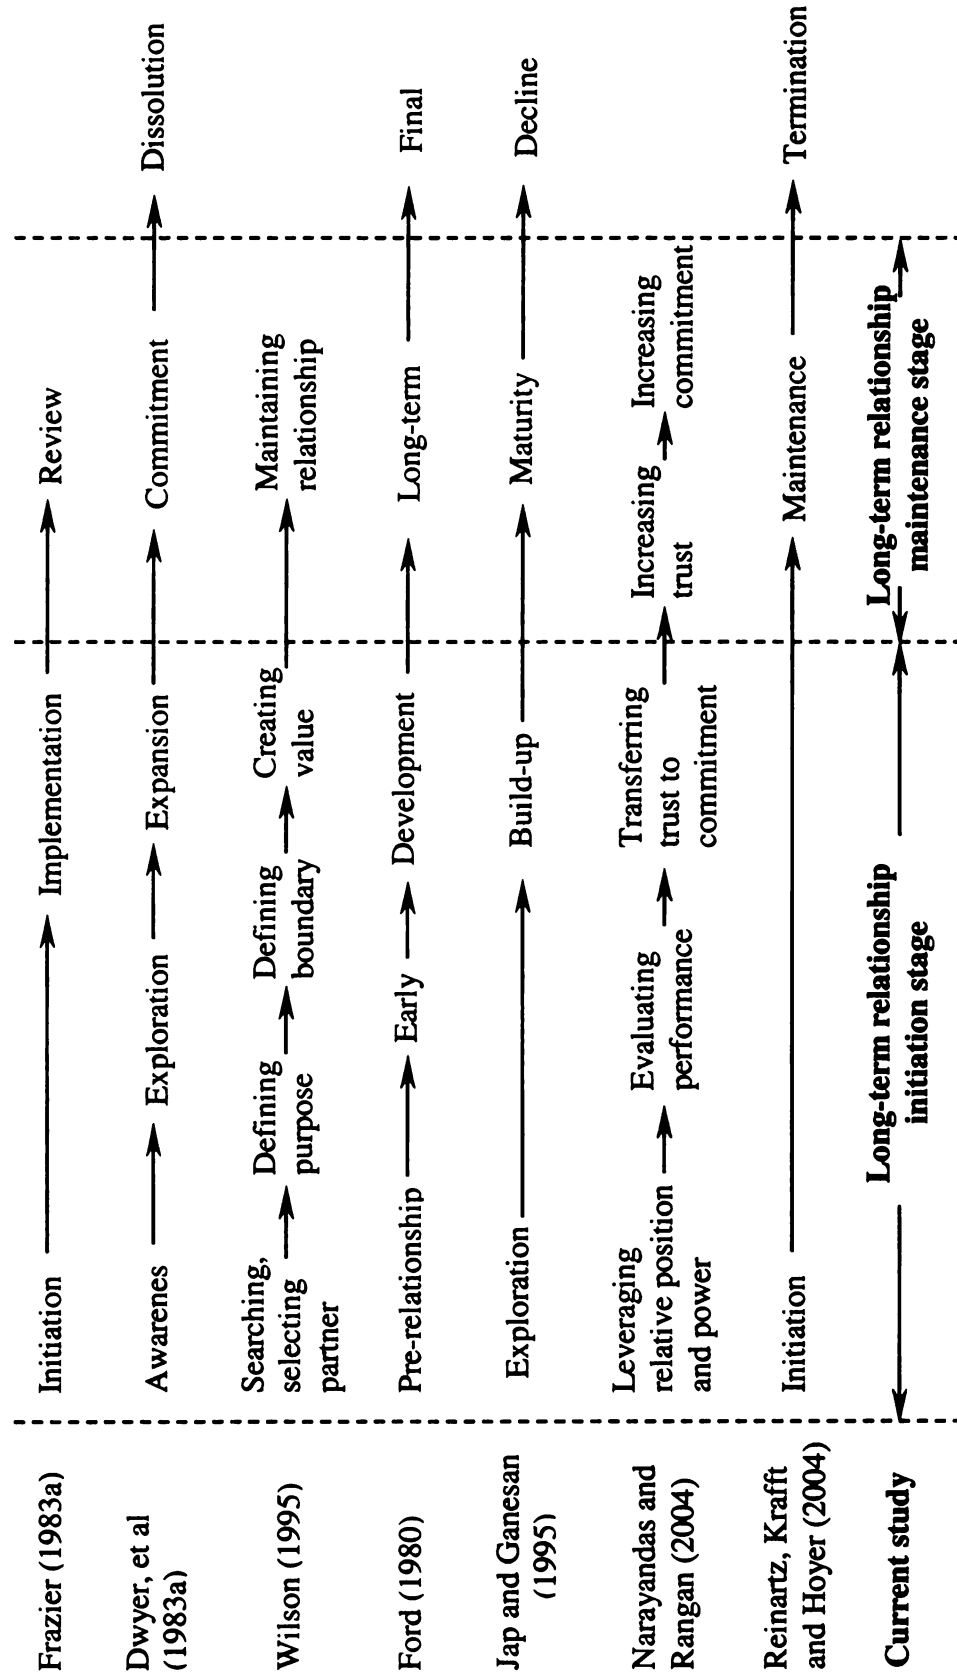 Frazier (1983a)
Initiation
Implementation
Review
Dwyer, et al
(1983a)
Awarenes
Exploration
Expansion
Commitment
Dissolution
Wilson (1995)
Searching,
selecting
partner
Defining
purpose
Defining
boundary
Creating
value
Maintaining
relationship
Ford (1980)
Pre-relationship
Early
Development
Long-term
Final
Jap and Ganesan
(1995)
Exploration
Build-up
Maturity
Decline
Narayandas and
Rangan (2004)
Leveraging
relative position
and power
Evaluating
performance
Transferring
trust to
commitment
Increasing
trust
Increasing
commitment
Reinartz, Krafft
and Hoyer (2004)
Initiation
Maintenance
Termination
Current study
Long-term relationship
initiation stage
Long-term relationship
maintenance stage